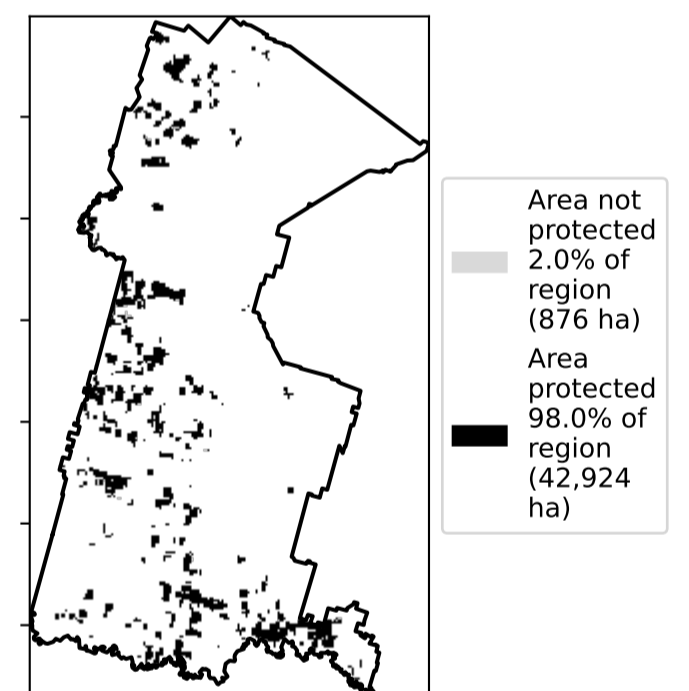 Area not
protected
2.0% of
region
(876 ha)
Area
protected
98.0% of
region
(42,924
ha)